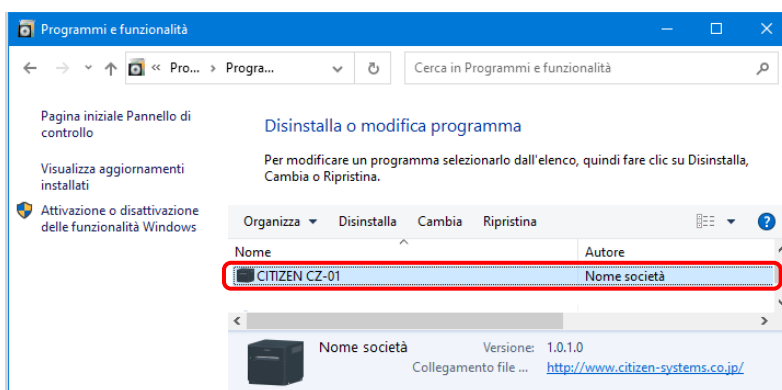 Programmi e funzionalità
« Pro... › Progra...
Cerca in Programmi e funzionalità
Pagina iniziale Pannello di
controllo
Visualizza aggiornamenti
installati
Attivazione o disattivazione
delle funzionalità Windows
Disinstalla o modifica programma
Per modificare un programma selezionarlo dall'elenco, quindi fare clic su Disinstalla,
Cambia o Ripristina.
Organizza Disinstalla Cambia Ripristina
Nome Autore
CITIZEN CZ-01 Nome società
Nome società Versione: 1.0.1.0
Collegamento file ... http://www.citizen-systems.co.jp/